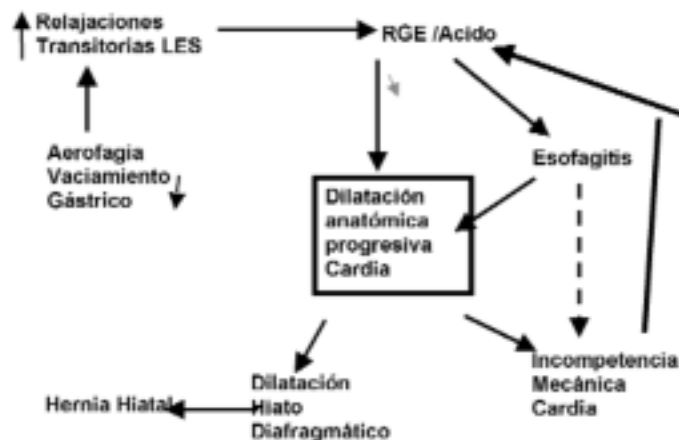 Relajaciones
Transitorias LES
RGE /Acido
Aerofagia
Vaciamiento
Gástrico
Esofagitis
Dilatación
anatómica
progresiva
Cardia
Incompetencia
Mecánica
Cardia
Dilatación
Hiato
Diafragmático
Hernia Hiatal